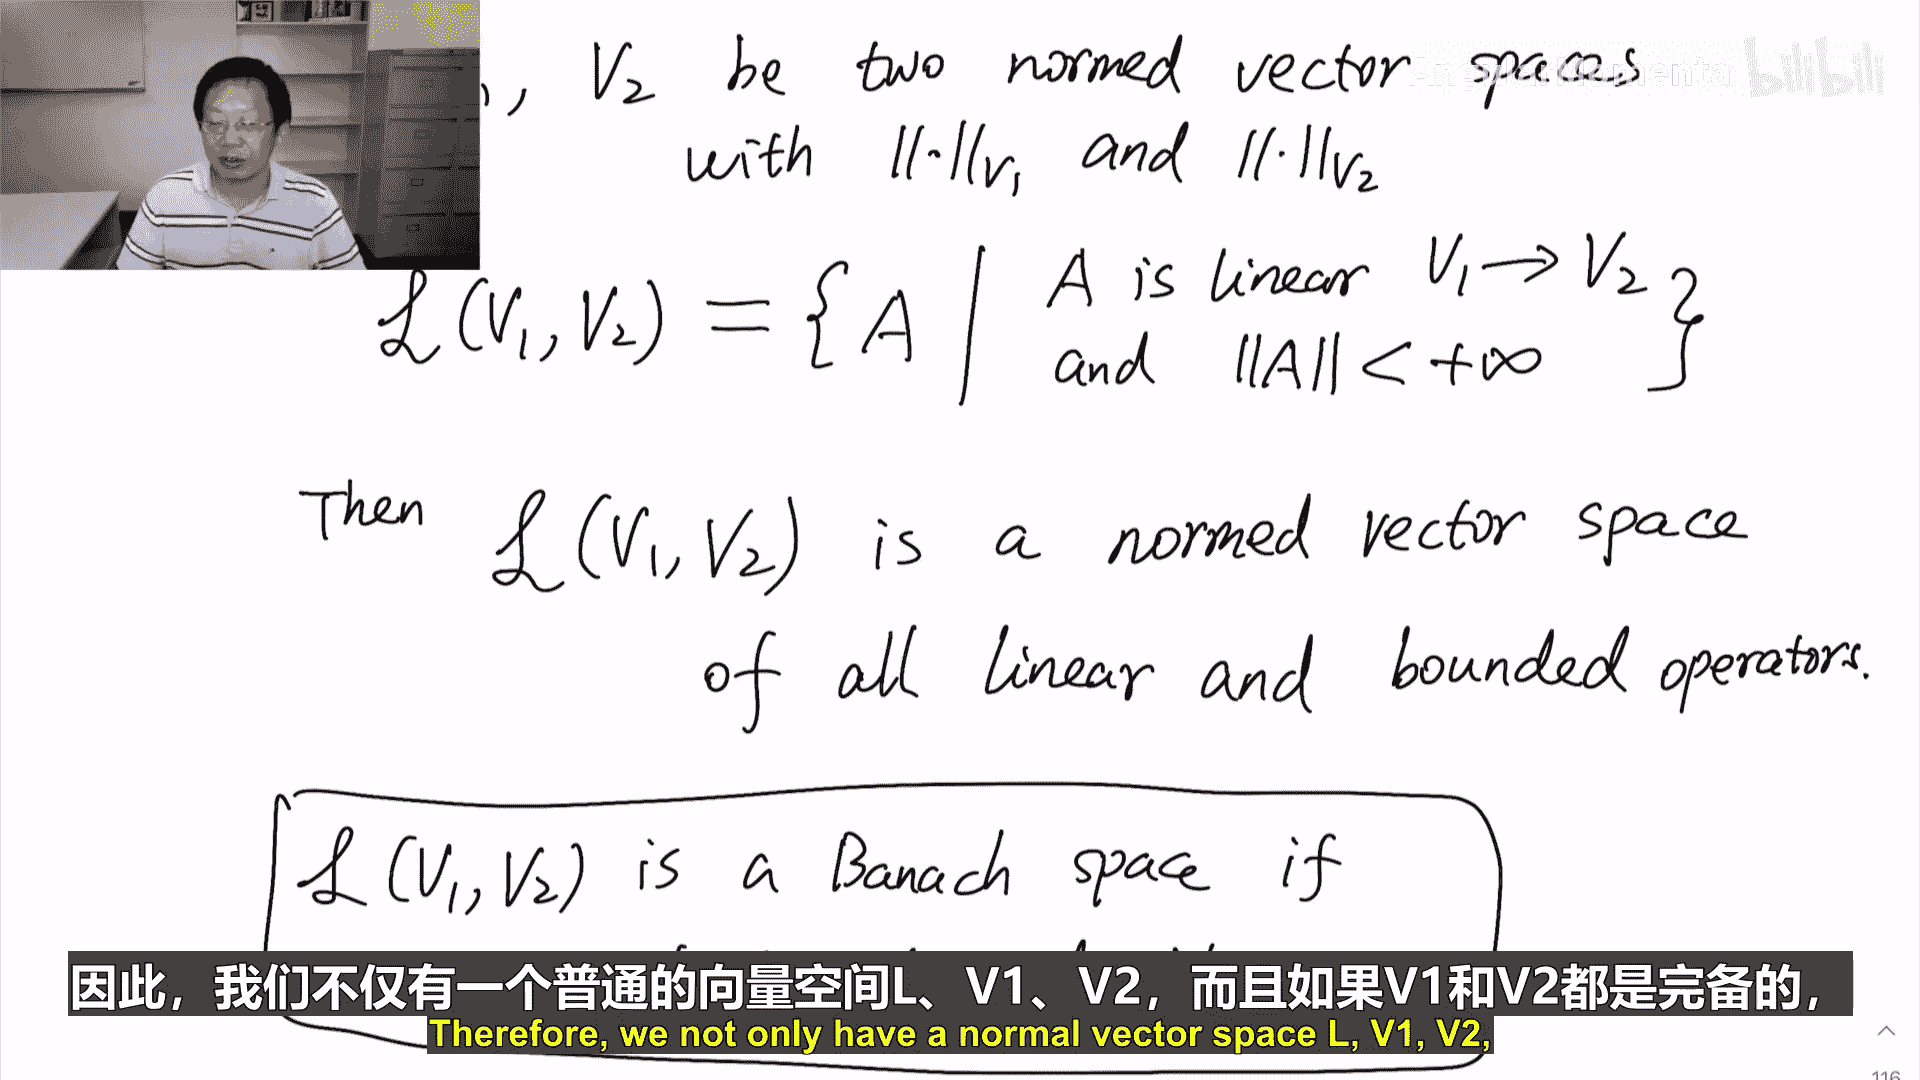 , V₂ be two normed vector spaces
bilibili
with ||·||V₁ and ||·||V₂
ℒ(V₁, V₂) = { A | A is linear V₁ → V₂
and ||A|| < +∞ }
Then ℒ(V₁, V₂) is a normed vector space
of all linear and bounded operators.
ℒ(V₁, V₂) is a Banach space if
因此，我们不仅有一个普通的向量空间L、V1、V2，而且如果V1和V2都是完备的，
Therefore, we not only have a normal vector space L, V1, V2,
116